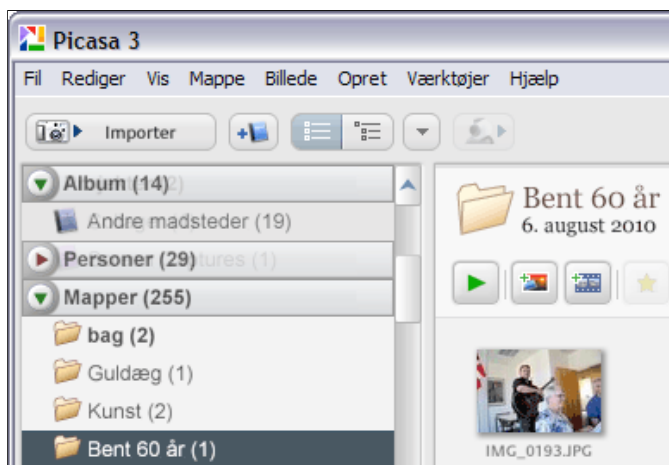 Picasa 3
Fil Rediger Vis Mappe Billede Opret Værktøjer Hjælp
Importer
Album (14)
Andre madsteder (19)
Personer (29)
Mapper (255)
bag (2)
Guldæg (1)
Kunst (2)
Bent 60 år (1)
Bent 60 år
6. august 2010
IMG_0193.JPG